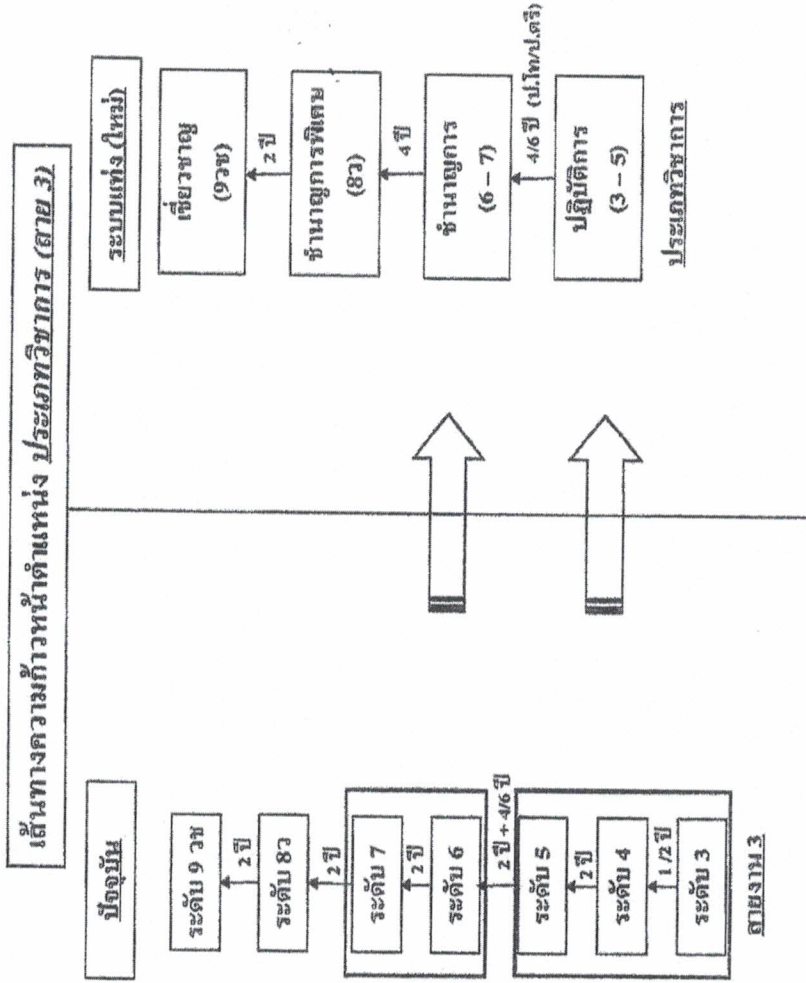 เส้นทางความก้าวหน้าตำแหน่ง ประเภทวิชาการ (สาย 3)
ปัจจุบัน
ระดับ 9 วช
2 ปี
ระดับ 8ว
2 ปี
ระดับ 7
2 ปี
ระดับ 6
2 ปี + 4/6 ปี
ระดับ 5
2 ปี
ระดับ 4
1/2 ปี
ระดับ 3
สายงาน 3
ระบบแท่ง (ใหม่)
เชี่ยวชาญ
(9วช)
2 ปี
ชำนาญการพิเศษ
(8ว)
4 ปี
ชำนาญการ
(6 – 7)
4/6 ปี (ป.โท/ป.ตรี)
ปฏิบัติการ
(3 – 5)
ประเภทวิชาการ